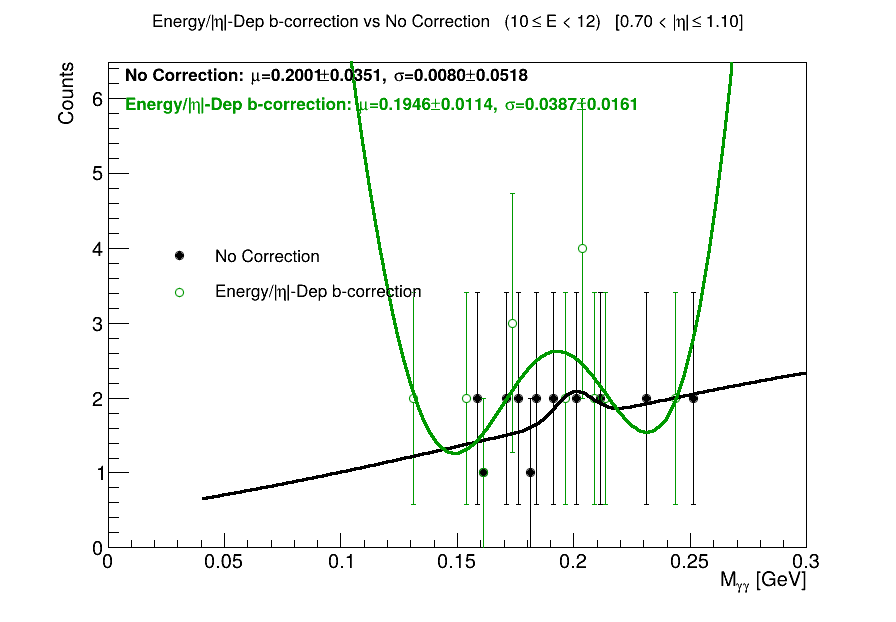 Energy/|η|-Dep b-correction vs No Correction (10 ≤ E < 12) [0.70 < |η| ≤ 1.10]
No Correction: μ=0.2001±0.0351, σ=0.0080±0.0518
Energy/|η|-Dep b-correction: μ=0.1946±0.0114, σ=0.0387±0.0161
Counts
6
5
4
3
2
1
0
No Correction
Energy/|η|-Dep b-correction
0 0.05 0.1 0.15 0.2 0.25 0.3
Mγγ [GeV]